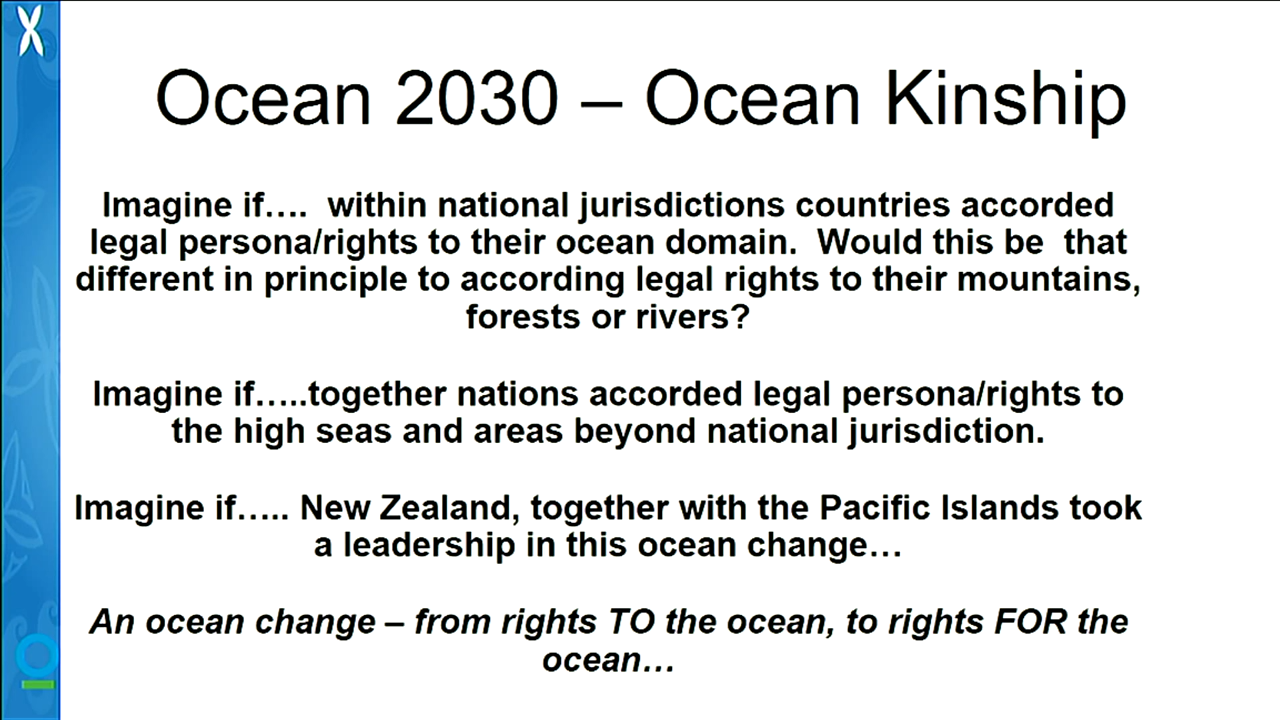 Ocean 2030 – Ocean Kinship
Imagine if…. within national jurisdictions countries accorded
legal persona/rights to their ocean domain. Would this be that
different in principle to according legal rights to their mountains,
forests or rivers?
Imagine if…..together nations accorded legal persona/rights to
the high seas and areas beyond national jurisdiction.
Imagine if….. New Zealand, together with the Pacific Islands took
a leadership in this ocean change…
An ocean change – from rights TO the ocean, to rights FOR the
ocean…